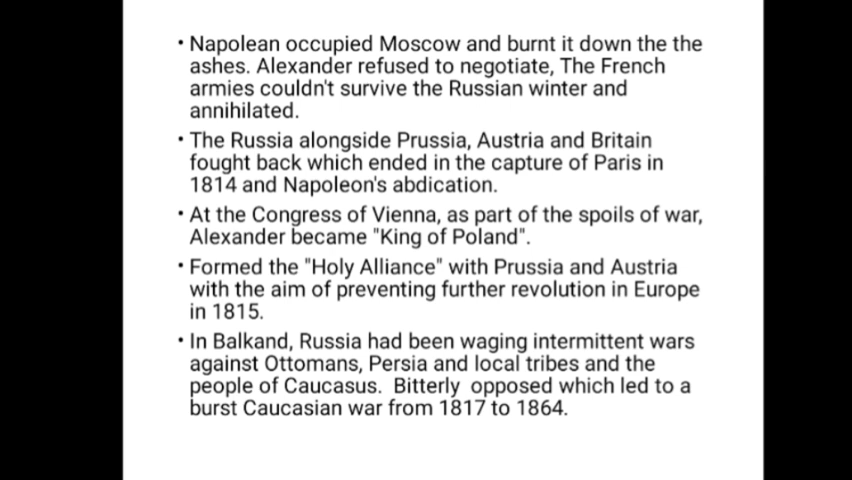 • Napolean occupied Moscow and burnt it down the the
ashes. Alexander refused to negotiate, The French
armies couldn't survive the Russian winter and
annihilated.
• The Russia alongside Prussia, Austria and Britain
fought back which ended in the capture of Paris in
1814 and Napoleon's abdication.
• At the Congress of Vienna, as part of the spoils of war,
Alexander became "King of Poland".
• Formed the "Holy Alliance" with Prussia and Austria
with the aim of preventing further revolution in Europe
in 1815.
• In Balkand, Russia had been waging intermittent wars
against Ottomans, Persia and local tribes and the
people of Caucasus.  Bitterly  opposed which led to a
burst Caucasian war from 1817 to 1864.